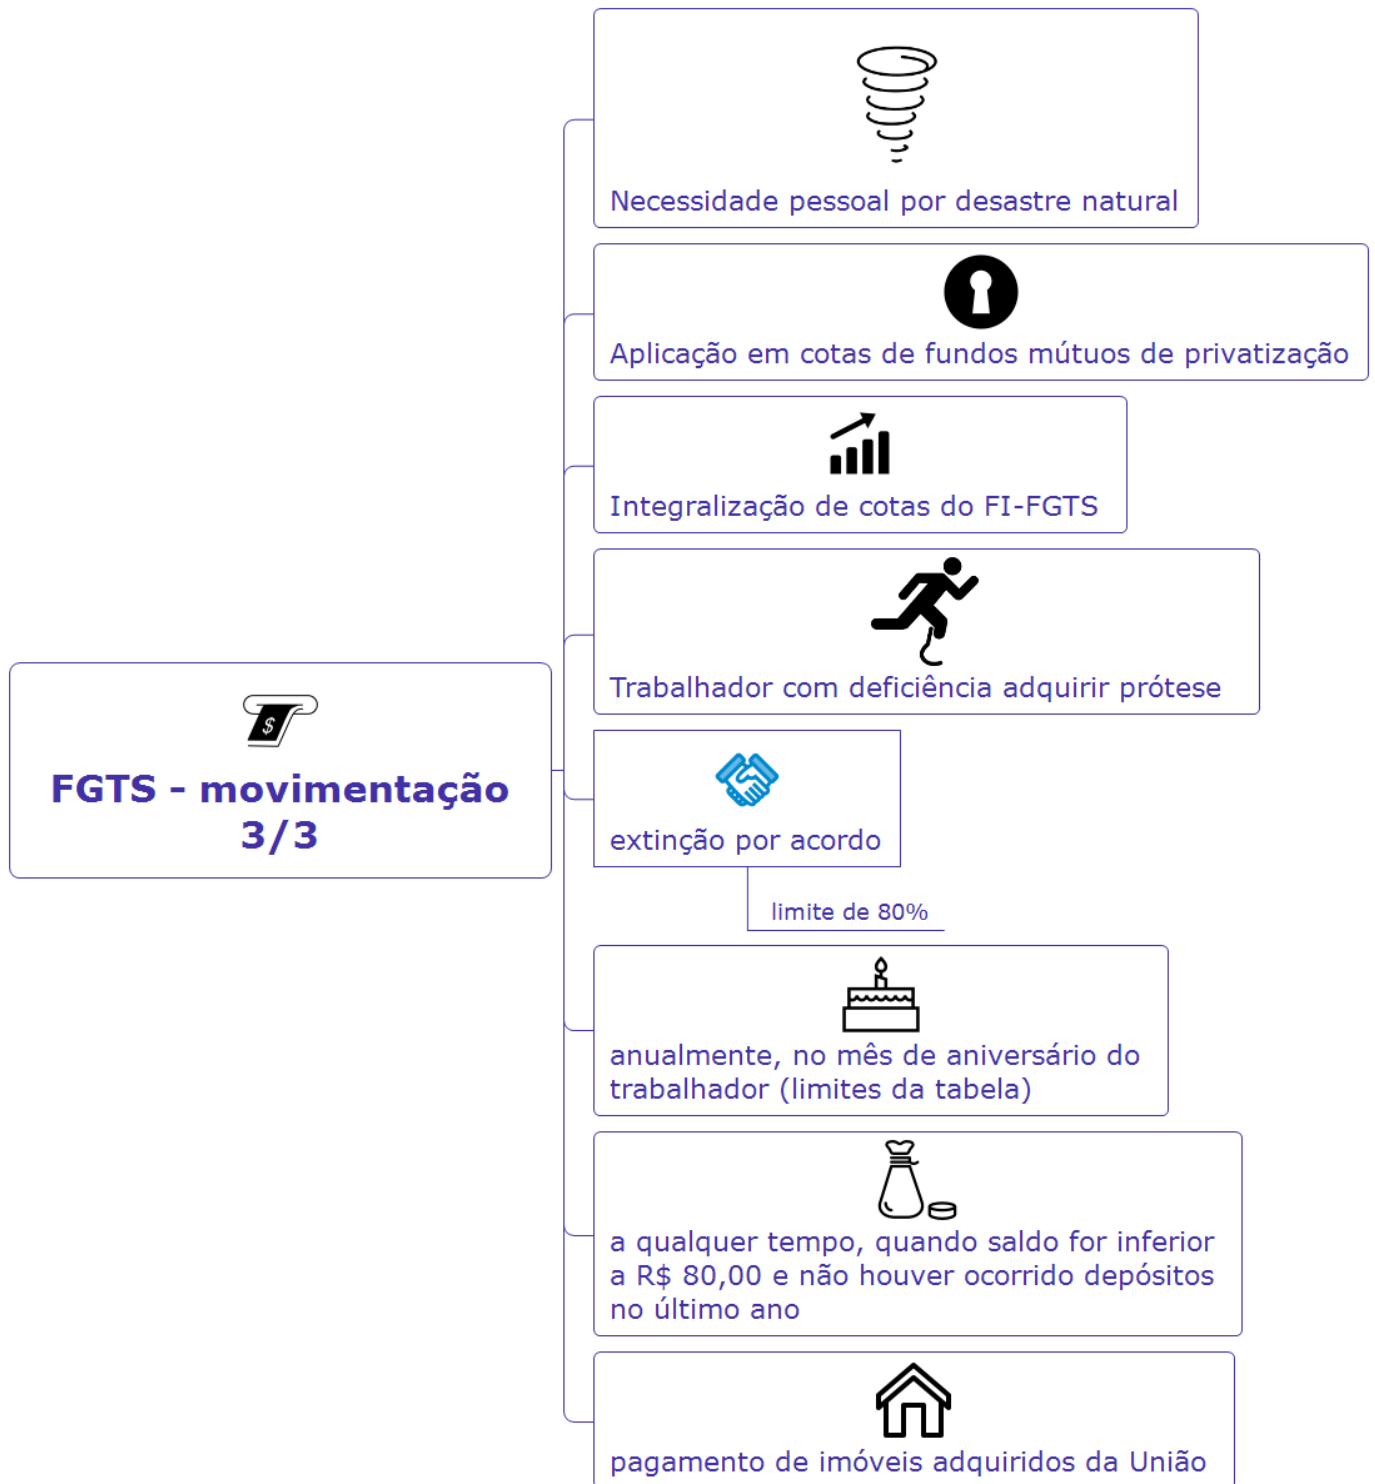 Necessidade pessoal por desastre natural
Aplicação em cotas de fundos mútuos de privatização
Integralização de cotas do FI-FGTS
Trabalhador com deficiência adquirir prótese
$
FGTS - movimentação
3/3
extinção por acordo
limite de 80%
anualmente, no mês de aniversário do
trabalhador (limites da tabela)
a qualquer tempo, quando saldo for inferior
a R$ 80,00 e não houver ocorrido depósitos
no último ano
pagamento de imóveis adquiridos da União